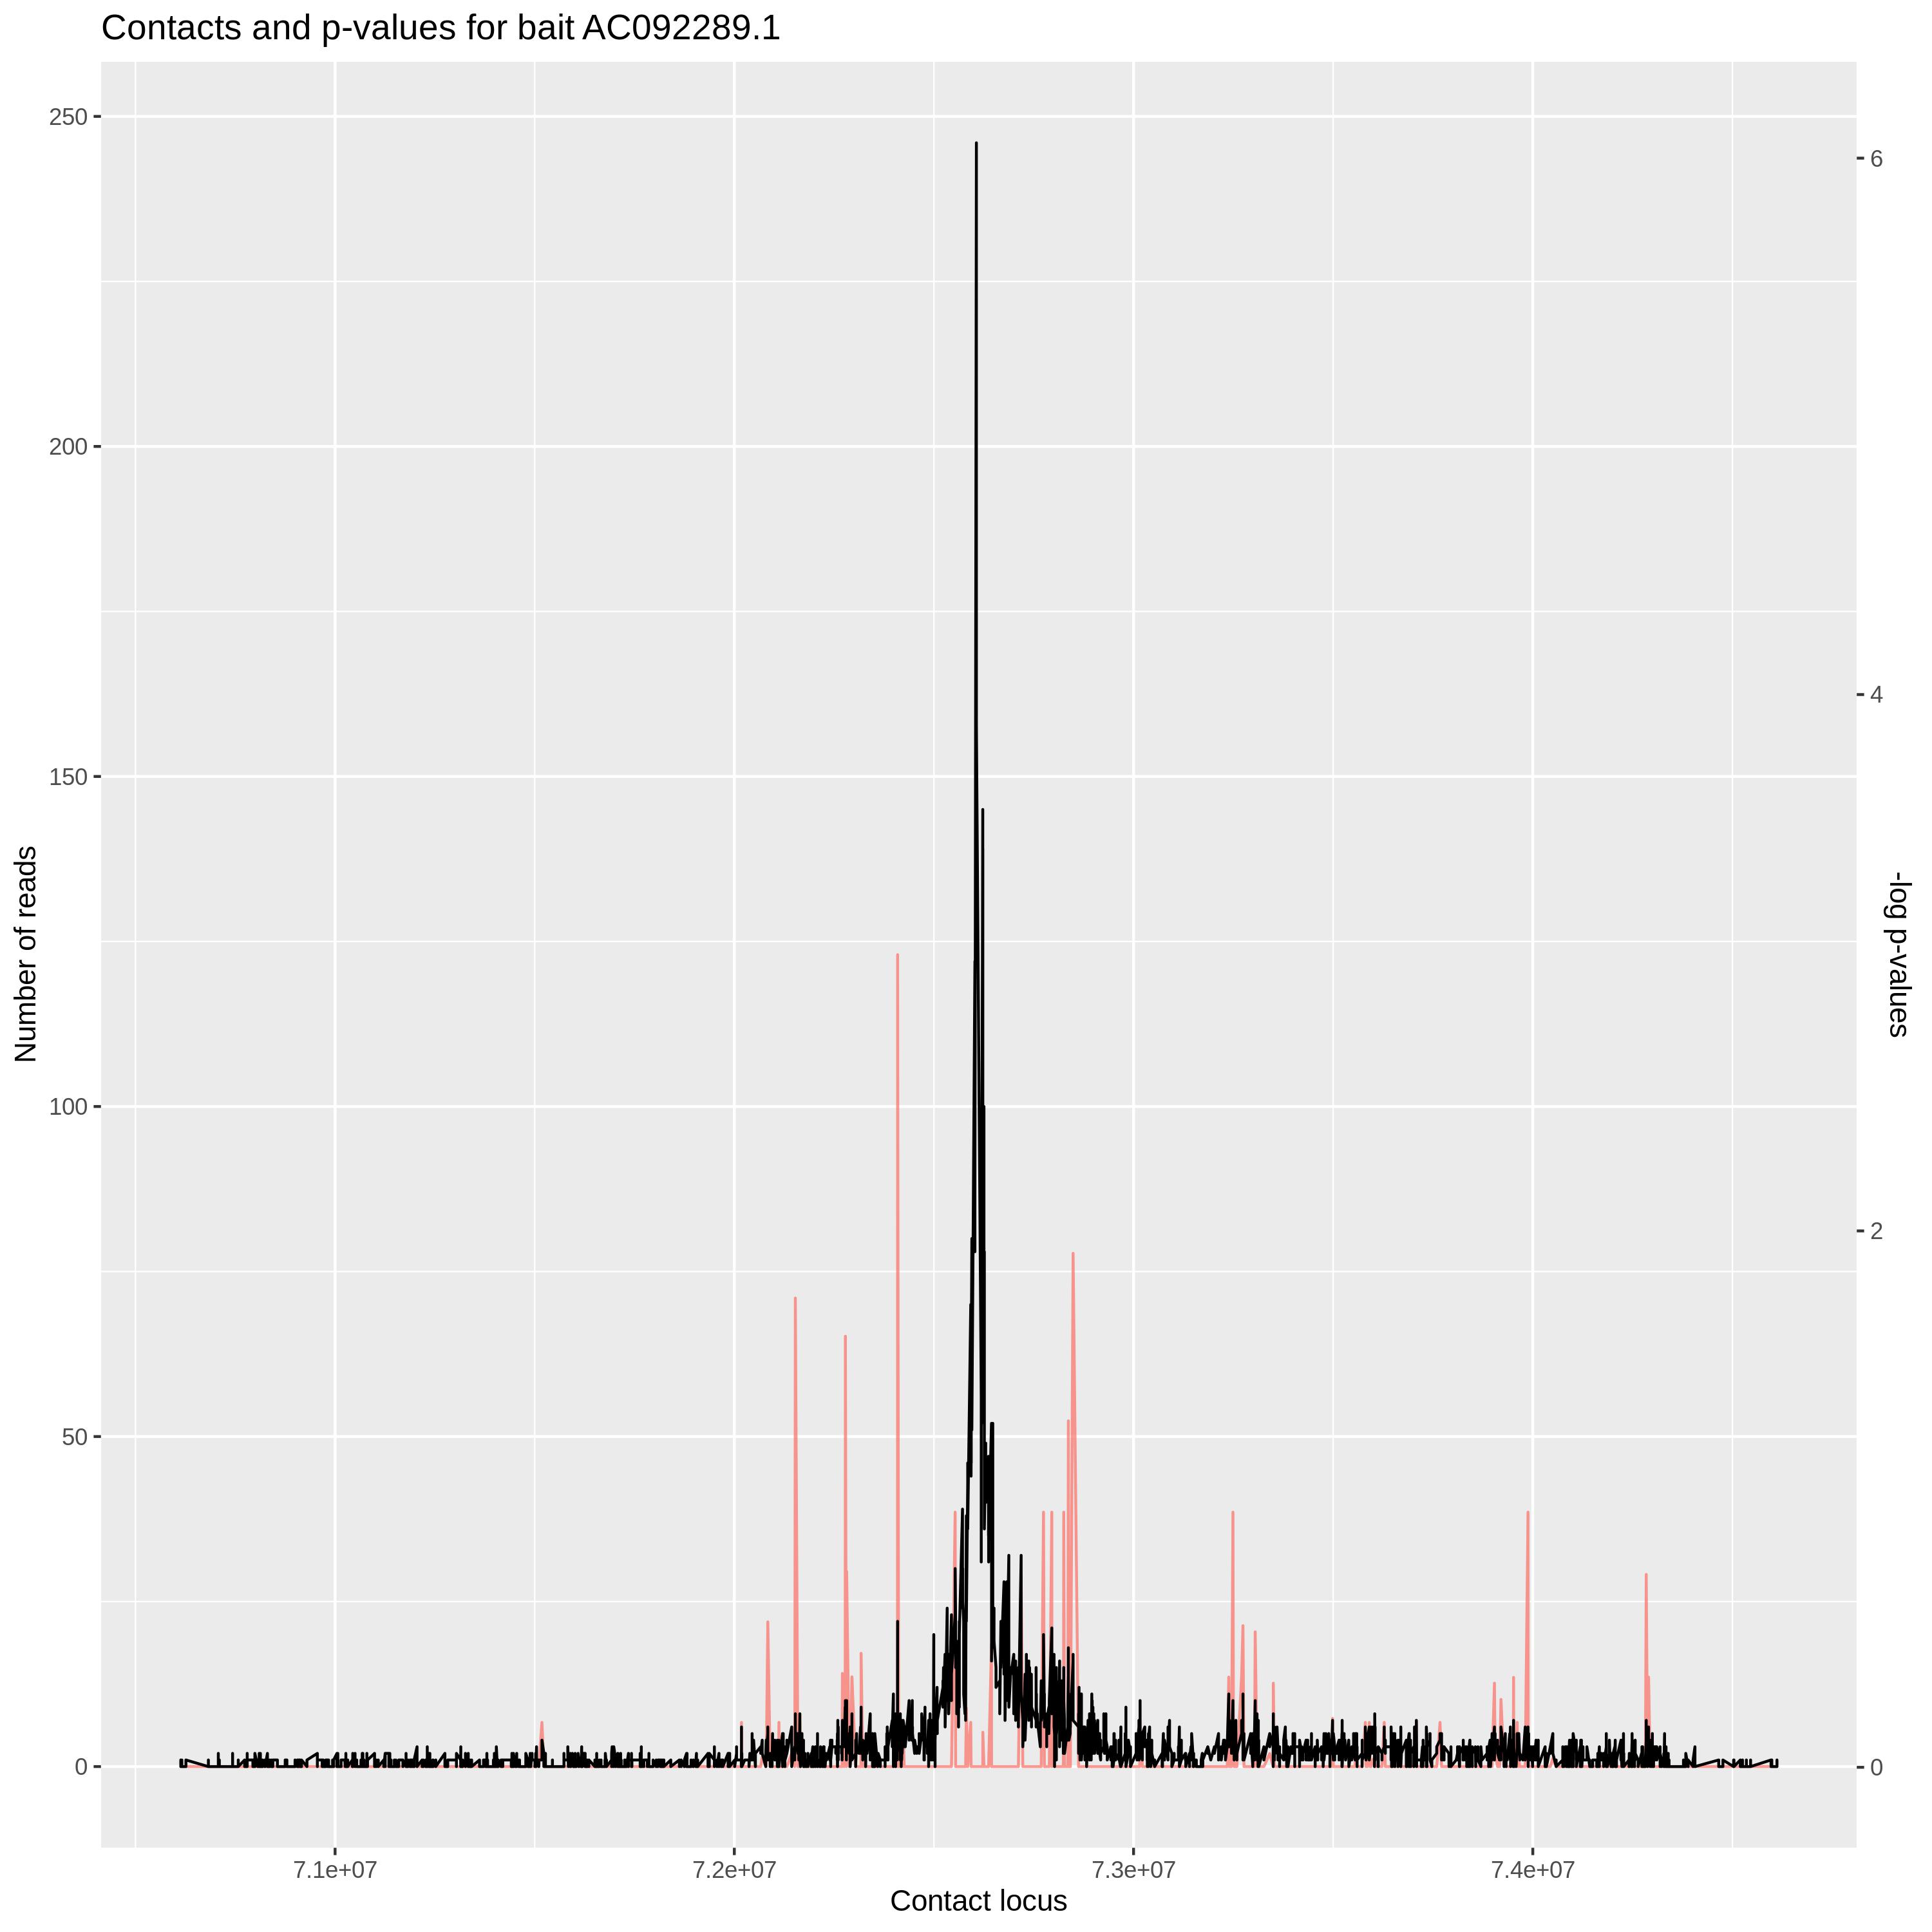 Contacts and p-values for bait AC092289.1
250
200
150
100
50
0
Number of reads
6
4
2
0
-log p-values
7.1e+07 7.2e+07 7.3e+07 7.4e+07
Contact locus